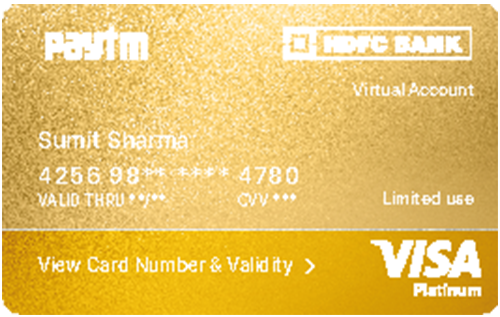 Paytm HDFC BANK
Virtual Account
Sumit Sharma
4256 98** **** 4780
VALID THRU **/** CVV ***
Limited use
View Card Number & Validity >
VISA
Platinum